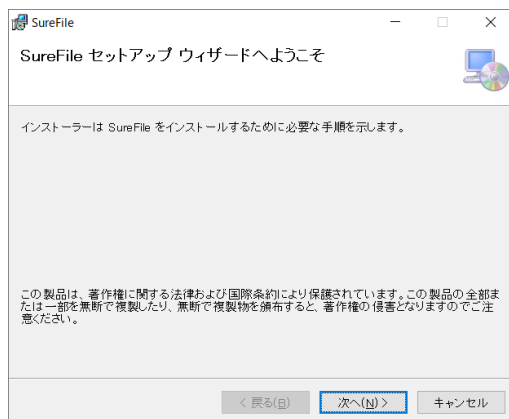 SureFile
SureFile セットアップ ウィザードへようこそ
インストーラーは SureFile をインストールするために必要な手順を示します。
この製品は、著作権に関する法律および国際条約により保護されています。この製品の全部ま
たは一部を無断で複製したり、無断で複製物を頒布すると、著作権の侵害となりますのでご注
意ください。
< 戻る(B)
次へ(N) >
キャンセル